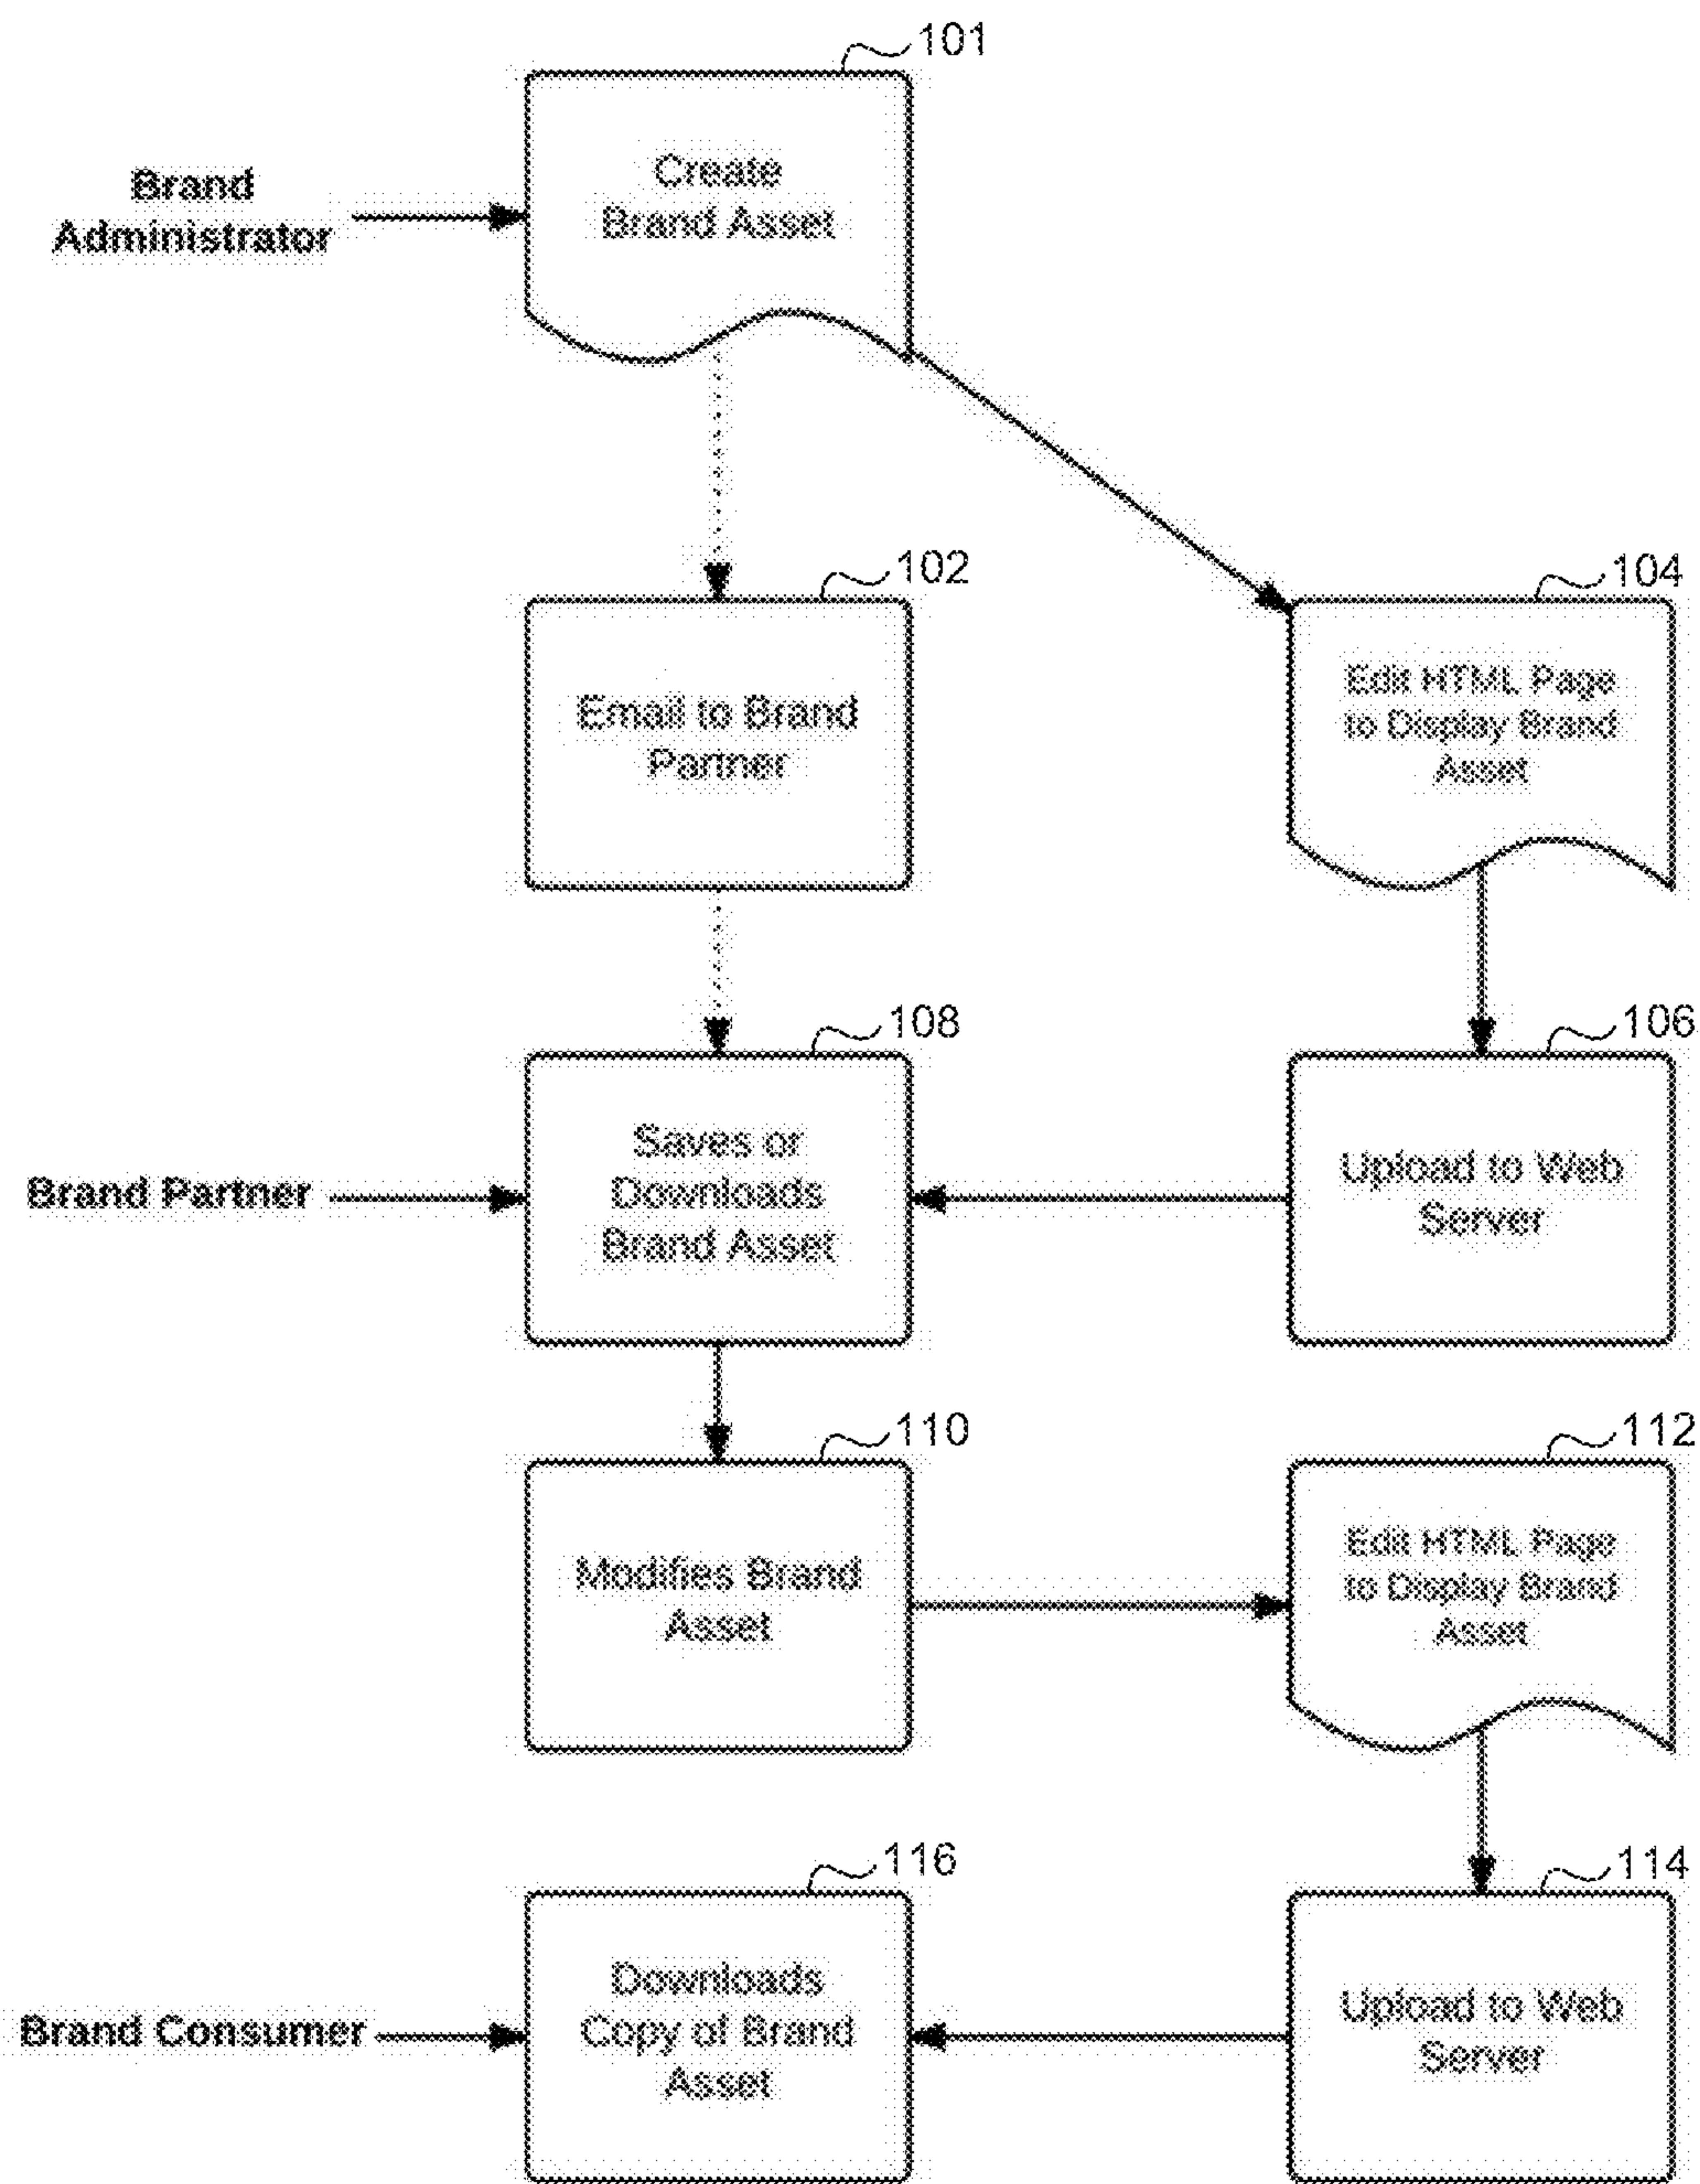 101
Create
Brand Asset
Brand
Administrator
102
Email to Brand
Partner
104
Edit HTML Page
to Display Brand
Asset
108
Saves or
Downloads
Brand Asset
Brand Partner
106
Upload to Web
Server
110
Modifies Brand
Asset
112
Edit HTML Page
to Display Brand
Asset
116
Downloads
Copy of Brand
Asset
Brand Consumer
114
Upload to Web
Server